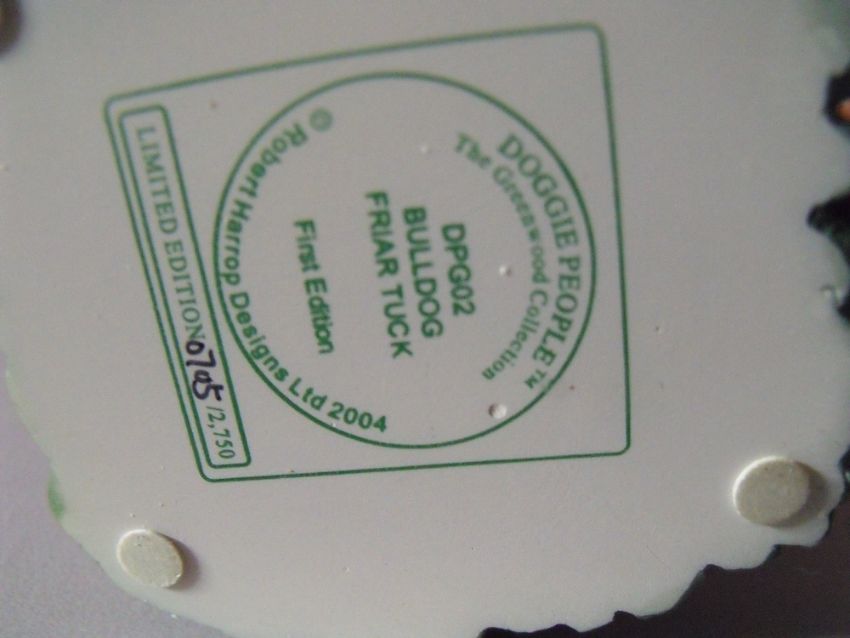 DOGGIE PEOPLE™
The Greenwood Collection
DPG02
BULLDOG
FRIAR TUCK
First Edition
© Robert Harrop Designs Ltd 2004
LIMITED EDITION 0705 /2,750